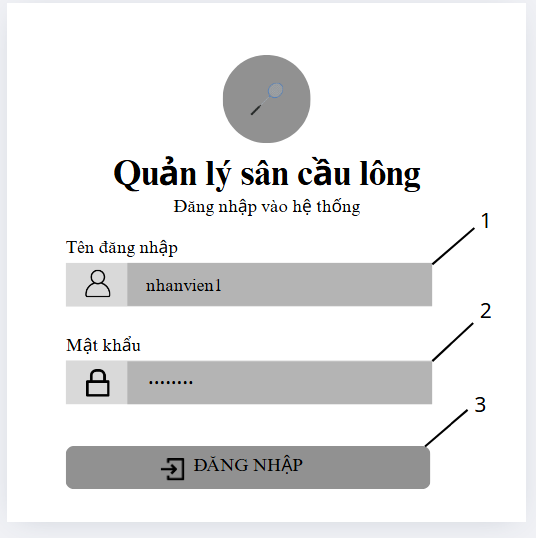 Quản lý sân cầu lông
Đăng nhập vào hệ thống
1
Tên đăng nhập
nhanvien1
2
Mật khẩu
........
3
ĐĂNG NHẬP